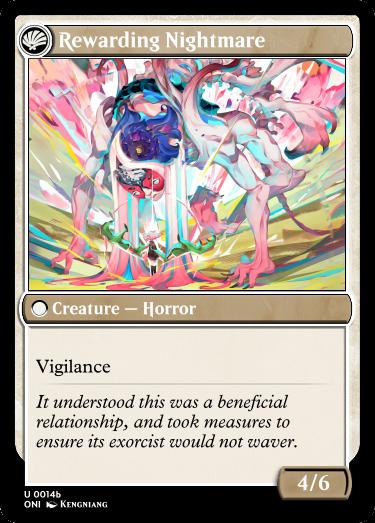 Rewarding Nightmare
Creature — Horror
Vigilance
It understood this was a beneficial
relationship, and took measures to
ensure its exorcist would not waver.
4/6
U 0014b
ONI Kengniang